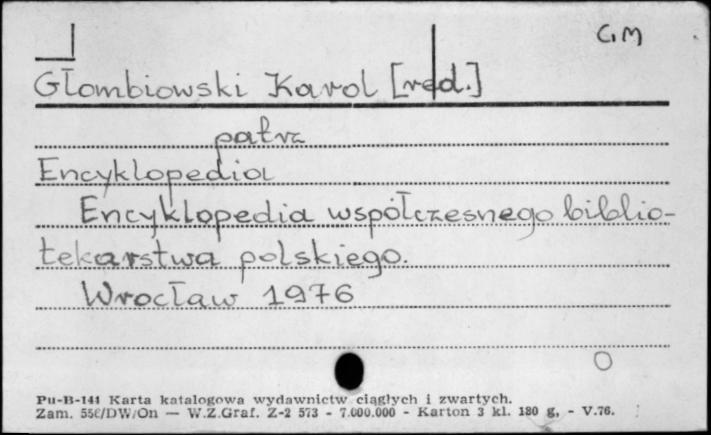 GM
Głombiowski Karol [red.]
patrz
Encyklopedia
Encyklopedia współczesnego biblio-
tekarstwa polskiego.
Wrocław 1976
Pu-B-141 Karta katalogowa wydawnictw ciągłych i zwartych.
Zam. 556/DW/On — W.Z.Graf. Z-2 573 - 7.000.000 - Karton 3 kl. 180 g, - V.76.